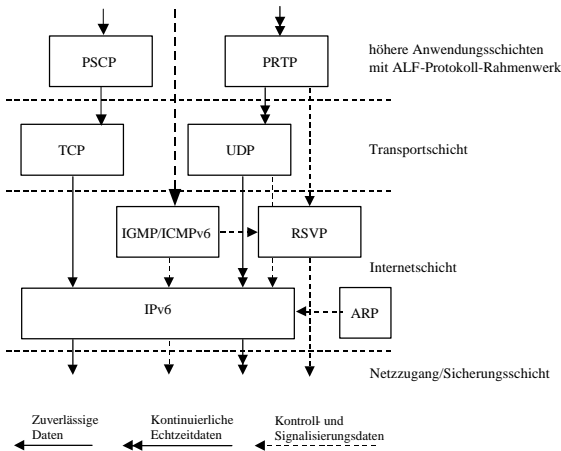 PSCP
PRTP
höhere Anwendungsschichten
mit ALF-Protokoll-Rahmenwerk
TCP
UDP
Transportschicht
IGMP/ICMPv6
RSVP
Internetschicht
IPv6
ARP
Netzzugang/Sicherungsschicht
Zuverlässige
Daten
Kontinuierliche
Echtzeitdaten
Kontroll- und
Signalisierungsdaten